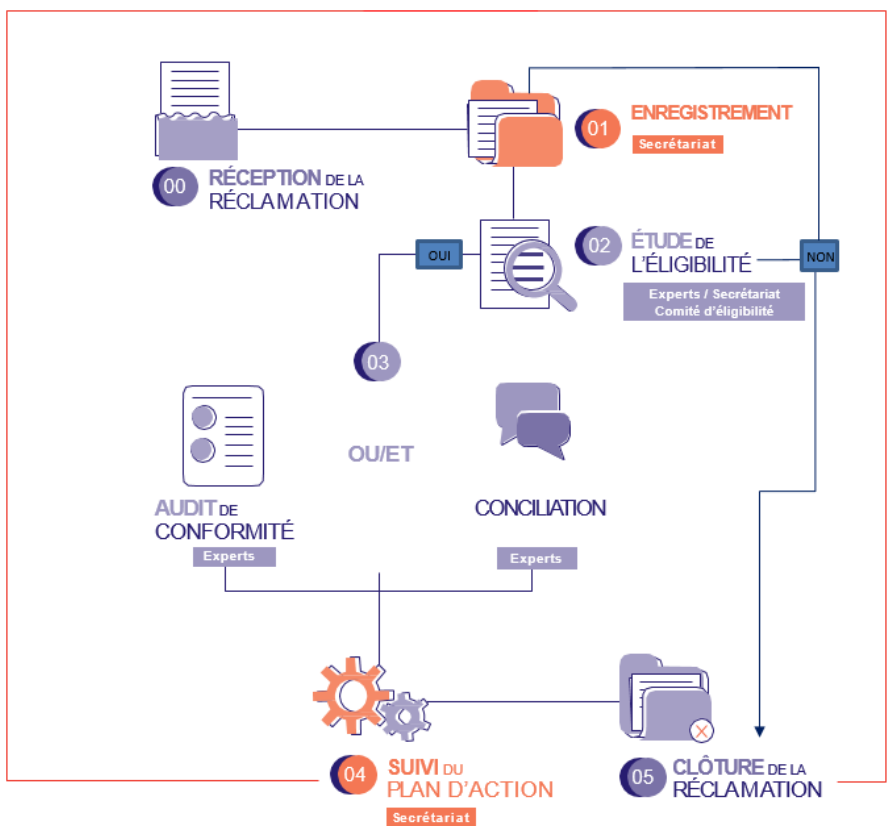 00
RÉCEPTION DE LA
RÉCLAMATION
01
ENREGISTREMENT
Secrétariat
02
ÉTUDE DE
L'ÉLIGIBILITÉ
Experts / Secrétariat
Comité d'éligibilité
OUI
NON
03
OU/ET
AUDIT DE
CONFORMITÉ
Experts
CONCILIATION
Experts
04
SUIVI DU
PLAN D'ACTION
Secrétariat
05
CLÔTURE DE LA
RÉCLAMATION